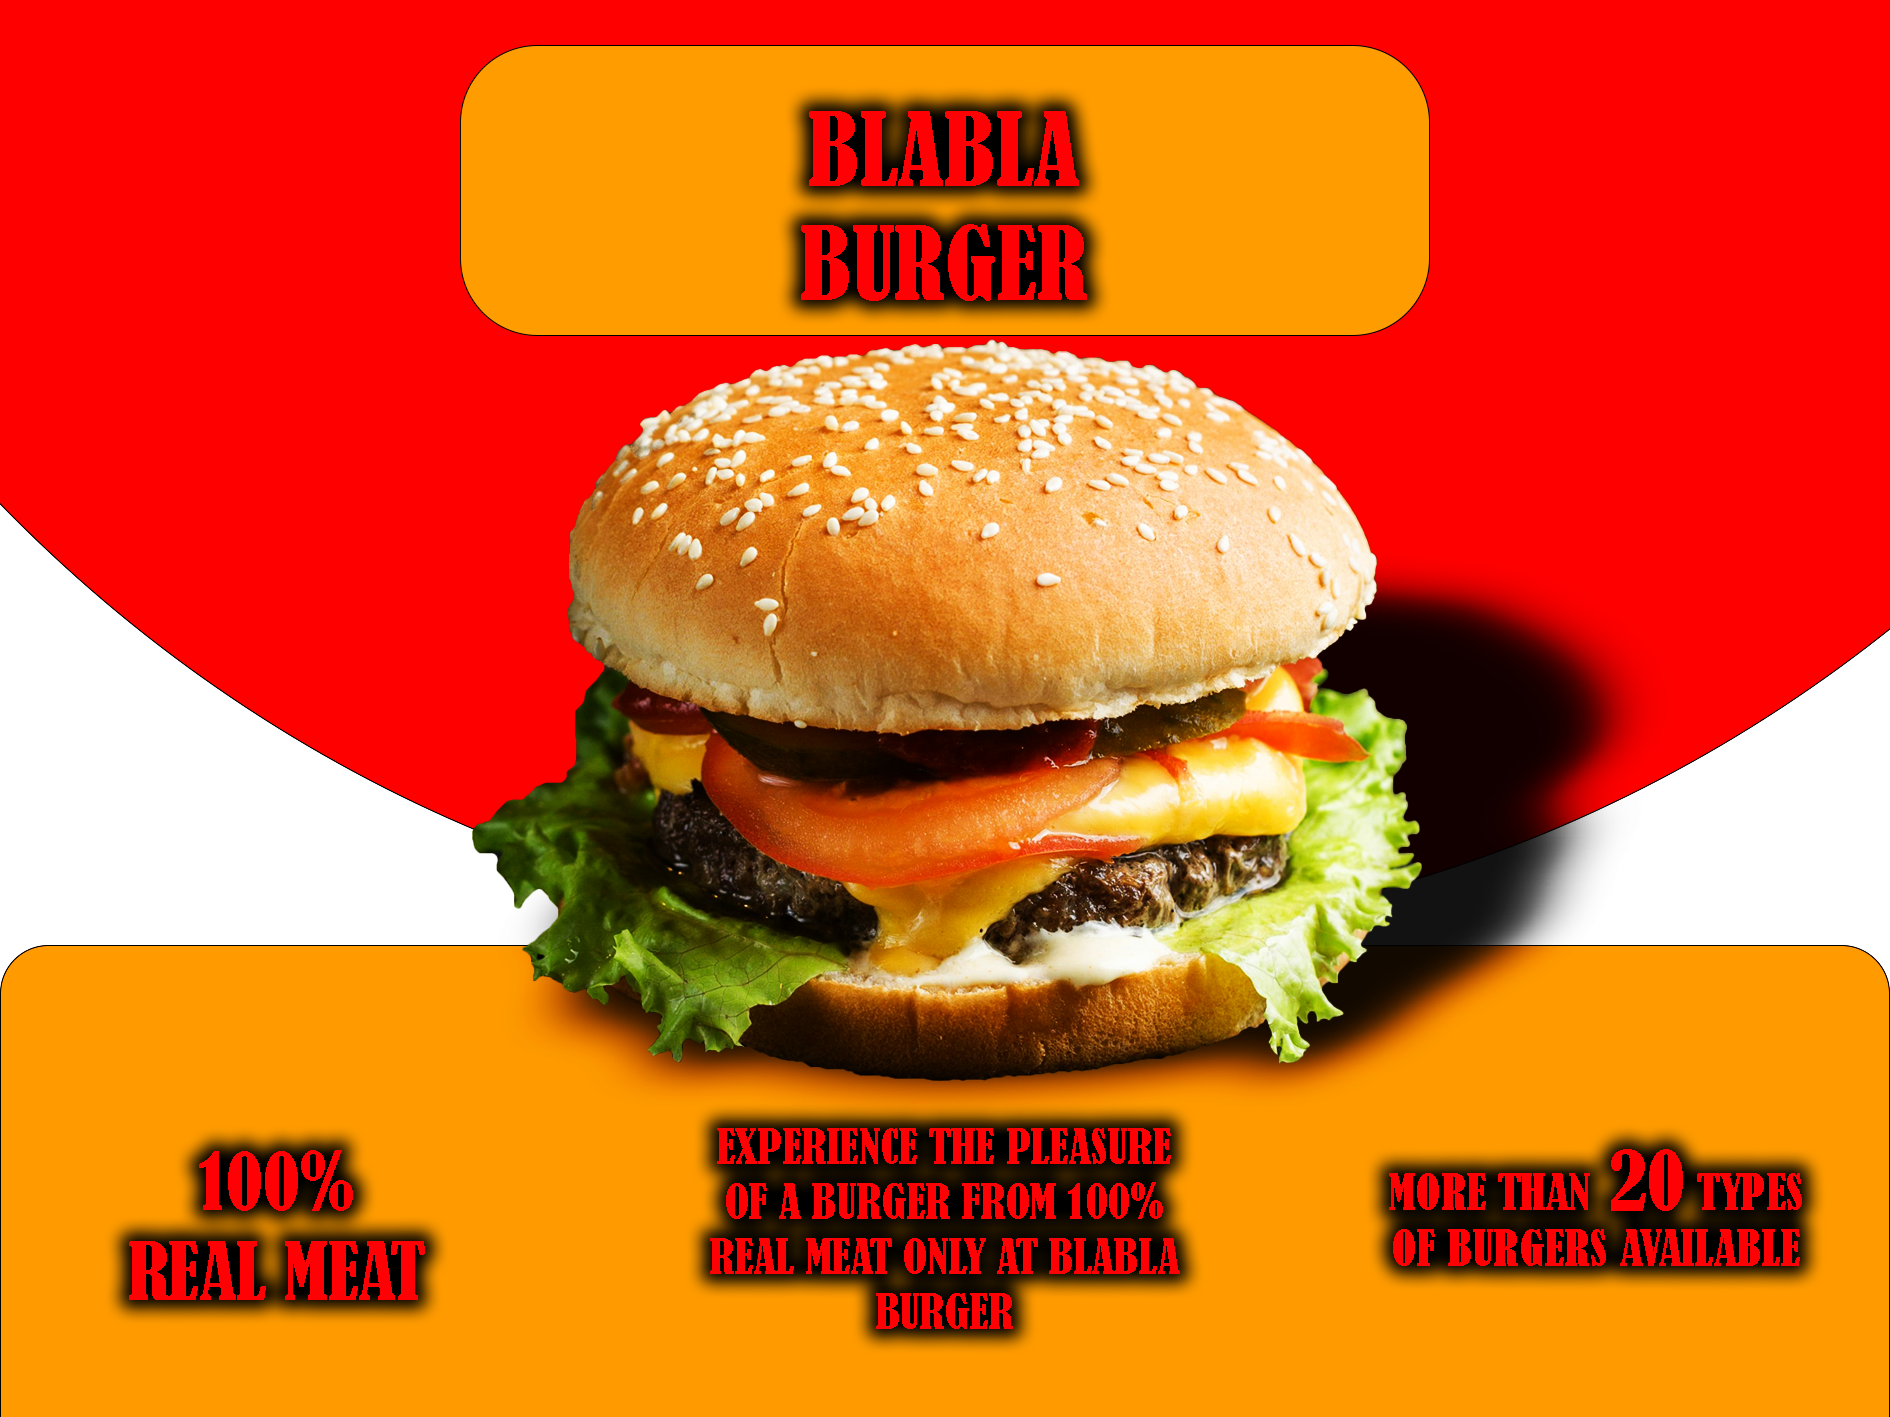 BLABLA
BURGER
100%
REAL MEAT
EXPERIENCE THE PLEASURE
OF A BURGER FROM 100%
REAL MEAT ONLY AT BLABLA
BURGER
MORE THAN 20 TYPES
OF BURGERS AVAILABLE